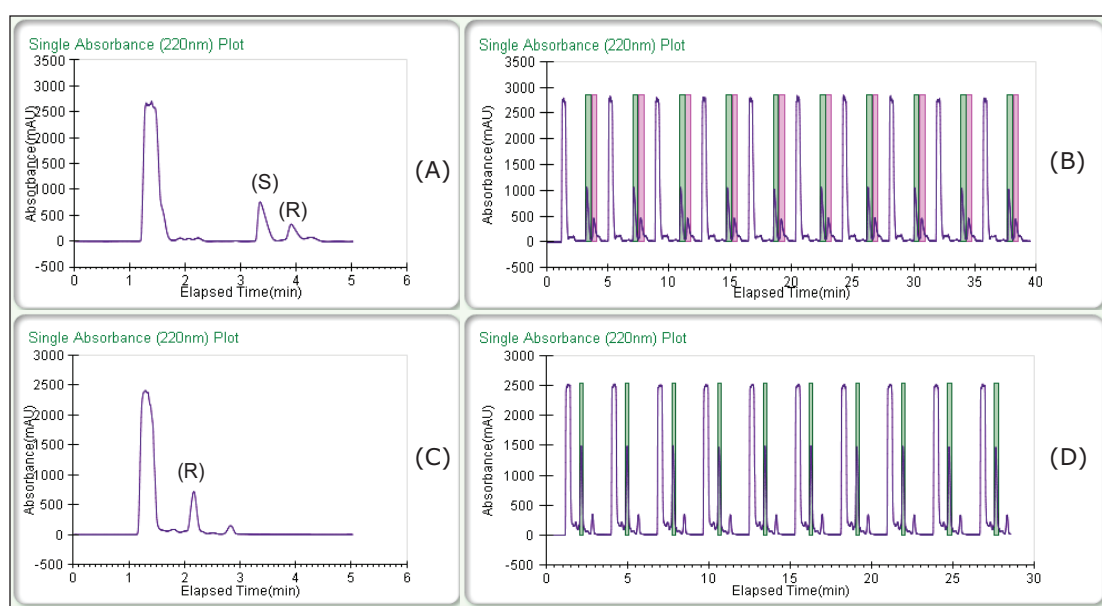 Single Absorbance (220nm) Plot
3500
3000
2500
2000
1500
1000
500
0
-500
Absorbance(mAU)
(S)
(R)
0 1 2 3 4 5 6
Elapsed Time(min)
(A)
Single Absorbance (220nm) Plot
3500
3000
2500
2000
1500
1000
500
0
-500
Absorbance(mAU)
0 5 10 15 20 25 30 35 40
Elapsed Time(min)
(B)
Single Absorbance (220nm) Plot
3000
2500
2000
1500
1000
500
0
-500
Absorbance(mAU)
(R)
0 1 2 3 4 5 6
Elapsed Time(min)
(C)
Single Absorbance (220nm) Plot
3000
2500
2000
1500
1000
500
0
-500
Absorbance(mAU)
0 5 10 15 20 25 30
Elapsed Time(min)
(D)